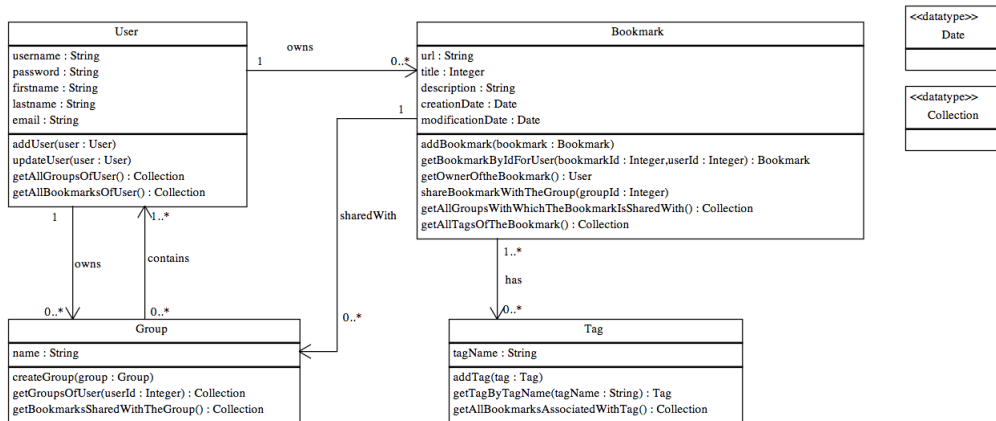 User
username : String
password : String
firstname : String
lastname : String
email : String
addUser(user : User)
updateUser(user : User)
getAllGroupsOfUser() : Collection
getAllBookmarksOfUser() : Collection
owns
1
0..*
Bookmark
url : String
title : Integer
description : String
creationDate : Date
modificationDate : Date
addBookmark(bookmark : Bookmark)
getBookmarkByIdForUser(bookmarkId : Integer,userId : Integer) : Bookmark
getOwnerOftheBookmark() : User
shareBookmarkWithTheGroup(groupId : Integer)
getAllGroupsWithWhichTheBookmarkIsSharedWith() : Collection
getAllTagsOfTheBookmark() : Collection
<<datatype>>
Date
<<datatype>>
Collection
1
sharedWith
0..*
1
owns
0..*
1..*
contains
0..*
1..*
has
0..*
Group
name : String
createGroup(group : Group)
getGroupsOfUser(userId : Integer) : Collection
getBookmarksSharedWithTheGroup() : Collection
Tag
tagName : String
addTag(tag : Tag)
getTagByTagName(tagName : String) : Tag
getAllBookmarksAssociatedWithTag() : Collection